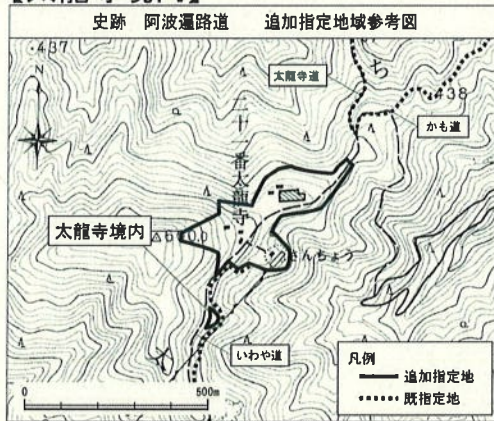 史跡 阿波遍路道 追加指定地域参考図
・437
N
太龍寺道
ち
438
かも道
二十一番太龍寺
太龍寺境内
さんちょう
いわや道
0 500m
凡例
追加指定地
既指定地